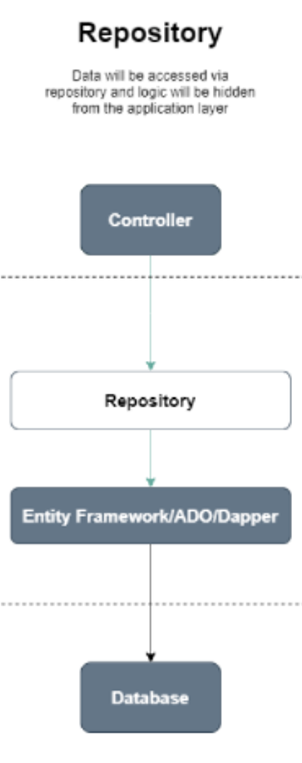 Repository
Data will be accessed via
repository and logic will be hidden
from the application layer
Controller
Repository
Entity Framework/ADO/Dapper
Database